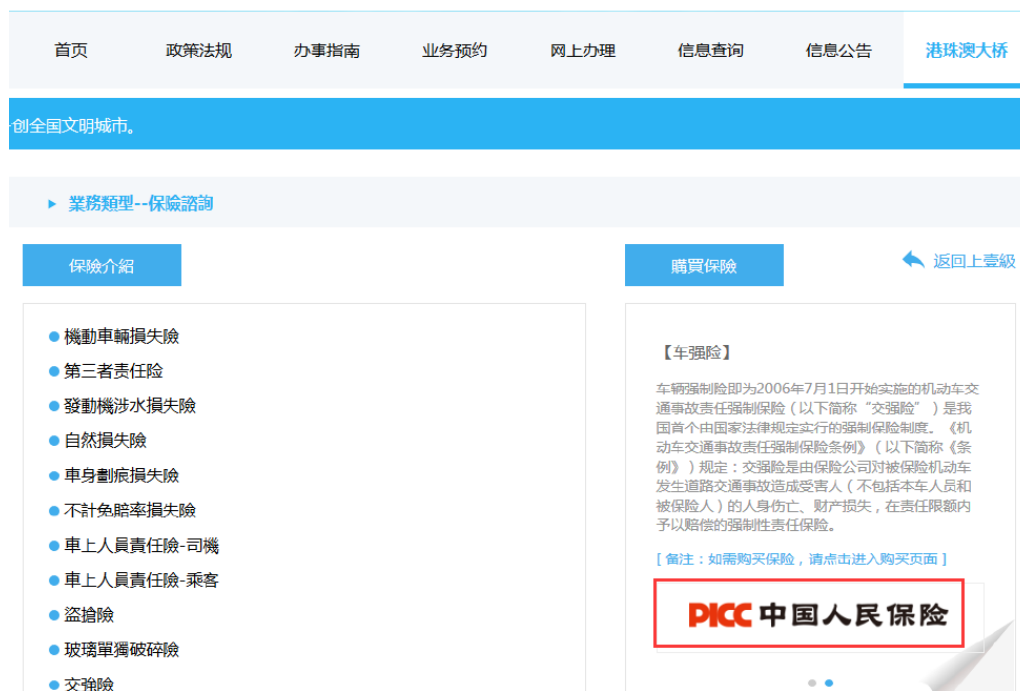 首页 政策法规 办事指南 业务预约 网上办理 信息查询 信息公告 港珠澳大桥
创全国文明城市。
業務類型--保險諮詢
保險介紹
機動車輛損失險
第三者责任险
發動機涉水損失險
自然損失險
車身劃痕損失險
不計免賠率損失險
車上人員責任險-司機
車上人員責任險-乘客
盜搶險
玻璃單獨破碎險
交強險
購買保險
返回上壹級
【车强险】
车辆强制险即为2006年7月1日开始实施的机动车交
通事故责任强制保险（以下简称“交强险”）是我
国首个由国家法律规定实行的强制保险制度。《机
动车交通事故责任强制保险条例》（以下简称《条
例》）规定：交强险是由保险公司对被保险机动车
发生道路交通事故造成受害人（不包括本车人员和
被保险人）的人身伤亡、财产损失，在责任限额内
予以赔偿的强制性责任保险。
[ 备注：如需购买保险，请点击进入购买页面 ]
PICC 中国人民保险